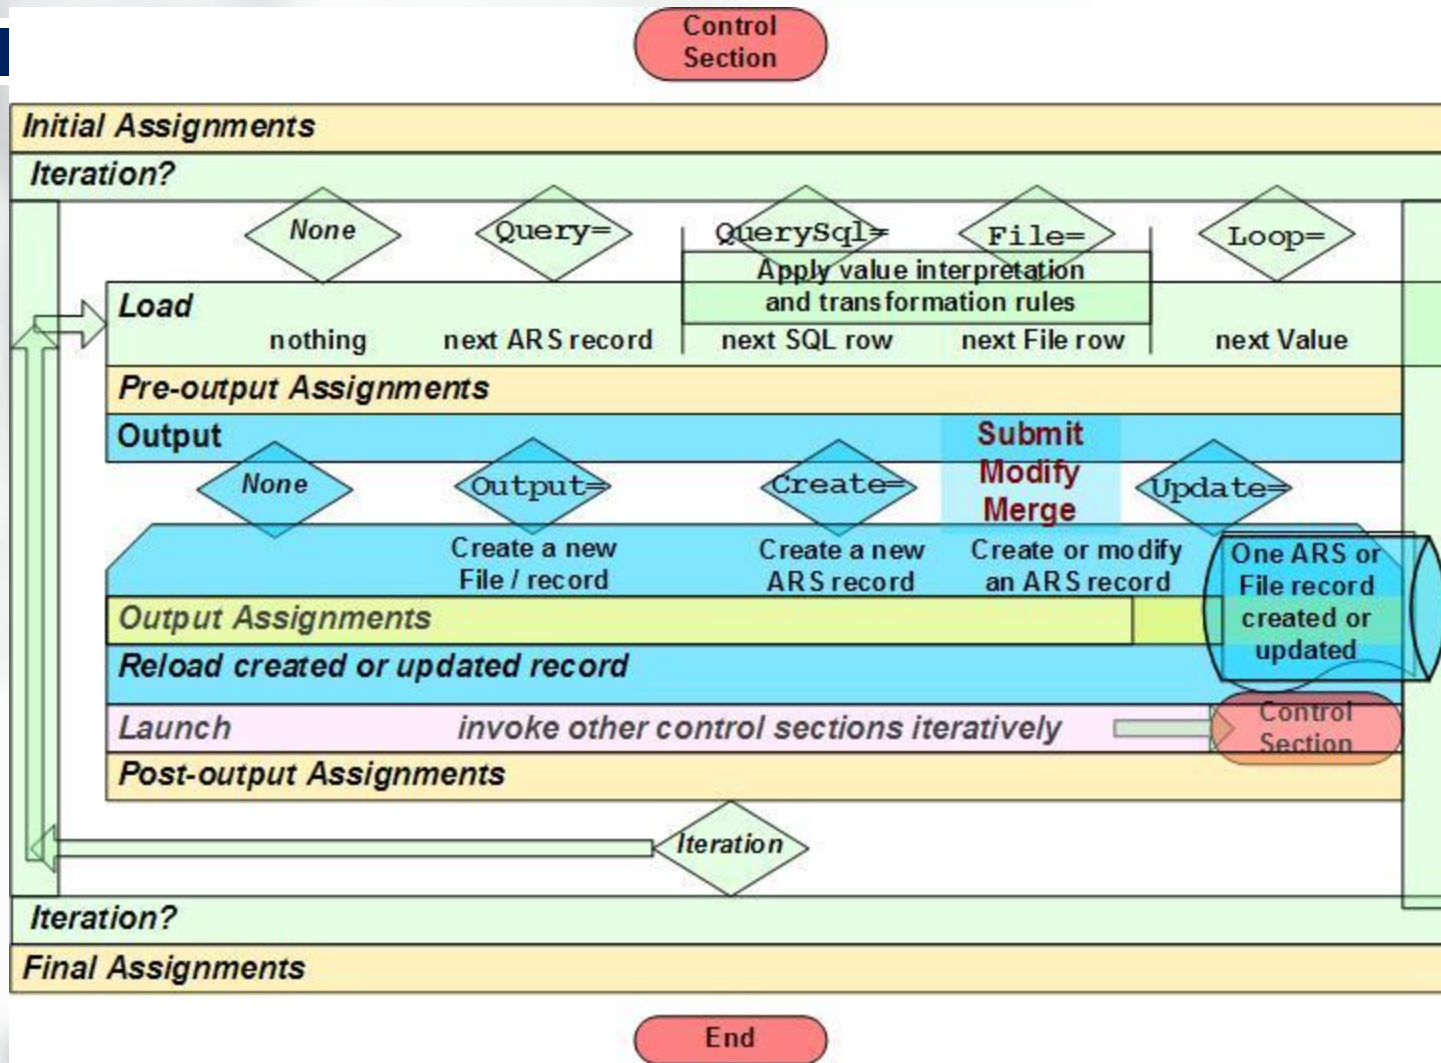 Control
Section
Initial Assignments
Iteration?
None
Query=
QuerySql=
File=
Loop=
Apply value interpretation
and transformation rules
Load
nothing
next ARS record
next SQL row
next File row
next Value
Pre-output Assignments
Output
None
Output=
Create=
Submit
Modify
Merge
Update=
Create a new
File / record
Create a new
ARS record
Create or modify
an ARS record
One ARS or
File record
created or
updated
Output Assignments
Reload created or updated record
Launch
invoke other control sections iteratively
Control
Section
Post-output Assignments
Iteration
Iteration?
Final Assignments
End